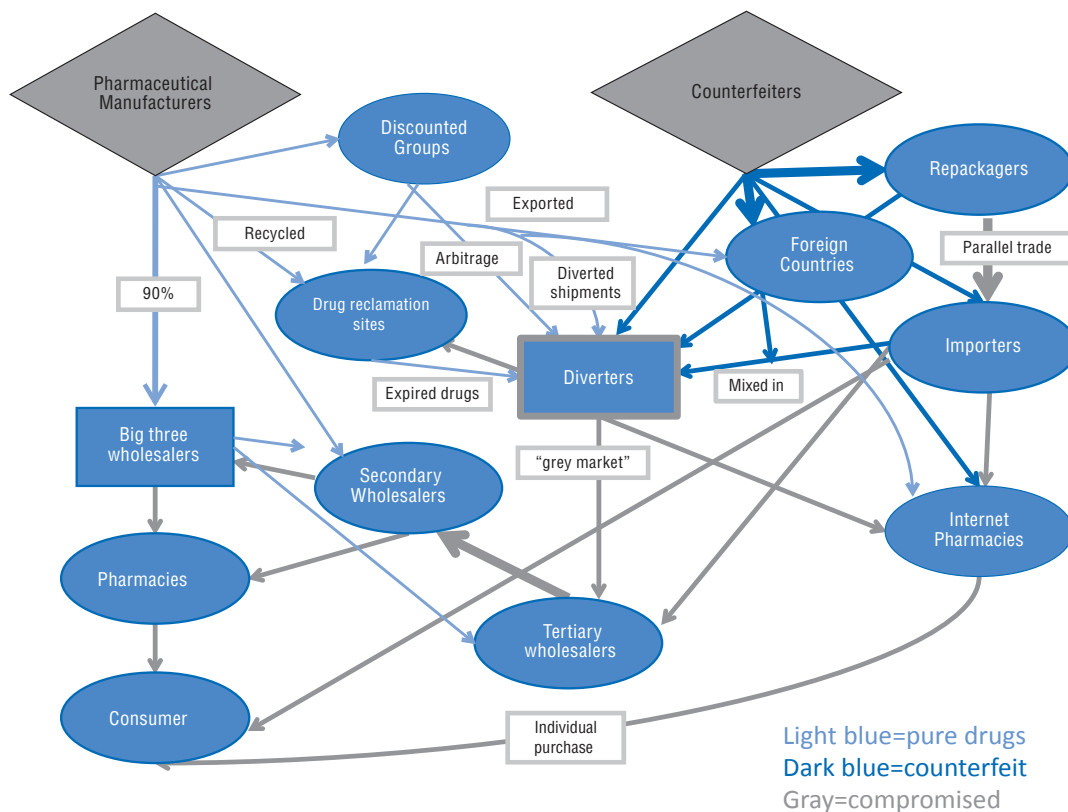 Pharmaceutical
Manufacturers
Counterfeiters
Discounted
Groups
Repackagers
Exported
Recycled
Arbitrage
Foreign
Countries
Parallel trade
90%
Diverted
shipments
Drug reclamation
sites
Importers
Diverters
Expired drugs
Mixed in
Big three
wholesalers
"grey market"
Secondary
Wholesalers
Internet
Pharmacies
Pharmacies
Tertiary
wholesalers
Consumer
Individual
purchase
Light blue=pure drugs
Dark blue=counterfeit
Gray=compromised